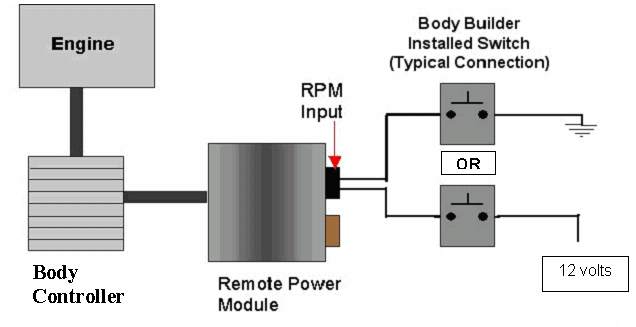 Engine
Body Builder
Installed Switch
(Typical Connection)
RPM
Input
OR
Body
Controller
Remote Power
Module
12 volts